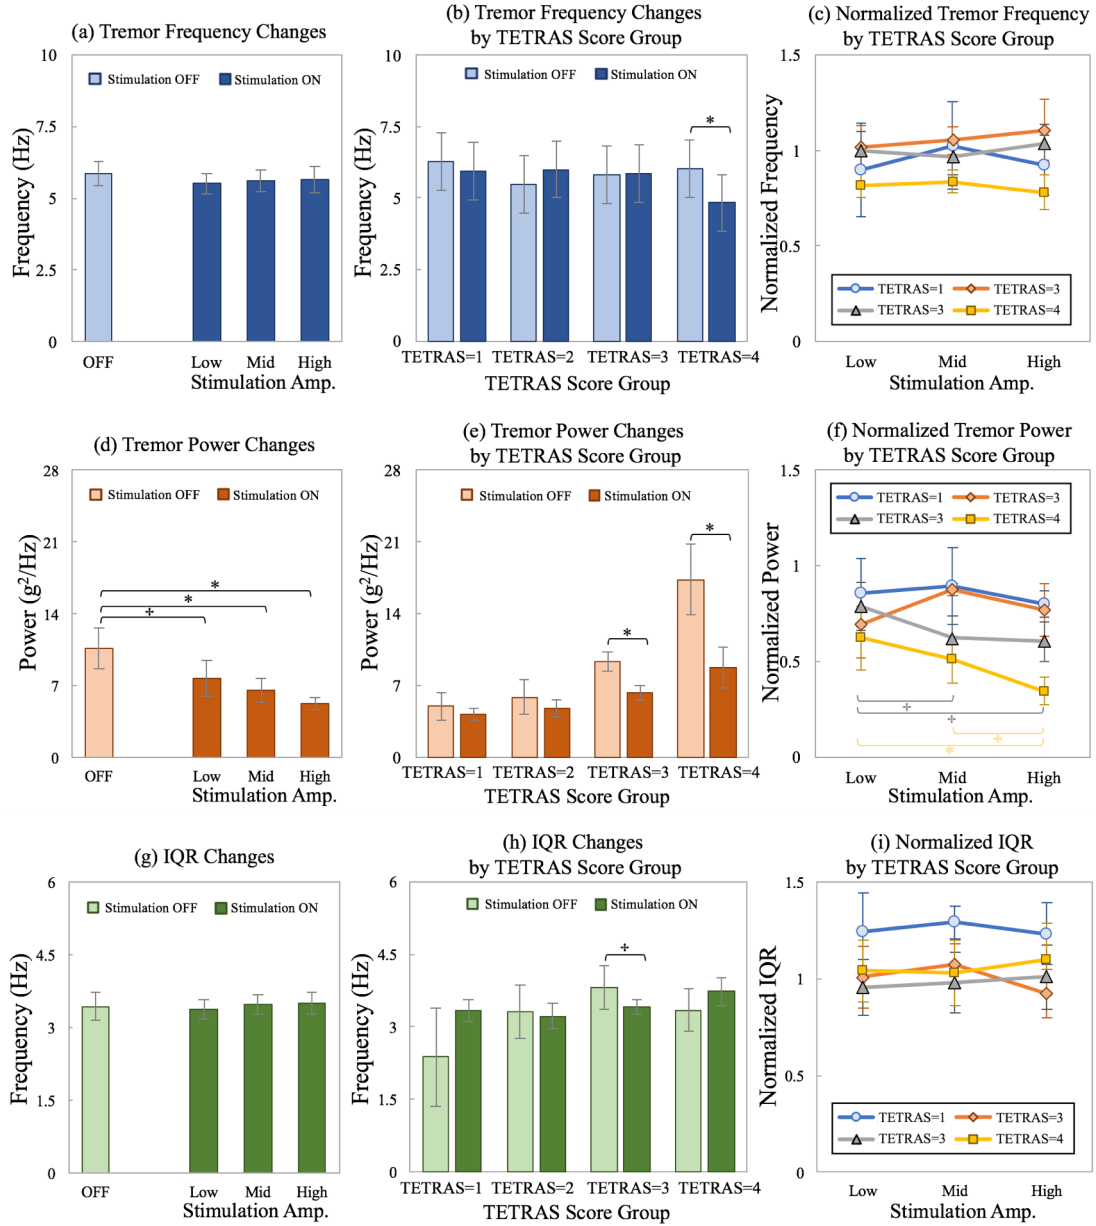 (a) Tremor Frequency Changes
10
7.5
5
2.5
0
Frequency (Hz)
Stimulation OFF
Stimulation ON
OFF
Low
Mid
High
Stimulation Amp.
(b) Tremor Frequency Changes
by TETRAS Score Group
10
7.5
5
2.5
0
Frequency (Hz)
Stimulation OFF
Stimulation ON
*
TETRAS=1
TETRAS=2
TETRAS=3
TETRAS=4
TETRAS Score Group
(c) Normalized Tremor Frequency
by TETRAS Score Group
1.5
1
0.5
0
Normalized Frequency
TETRAS=1
TETRAS=3
TETRAS=3
TETRAS=4
Low
Mid
High
Stimulation Amp.
(d) Tremor Power Changes
28
21
14
7
0
Power (g²/Hz)
Stimulation OFF
Stimulation ON
*
*
+
OFF
Low
Mid
High
Stimulation Amp.
(e) Tremor Power Changes
by TETRAS Score Group
28
21
14
7
0
Power (g²/Hz)
Stimulation OFF
Stimulation ON
*
*
TETRAS=1
TETRAS=2
TETRAS=3
TETRAS=4
TETRAS Score Group
(f) Normalized Tremor Power
by TETRAS Score Group
1.5
1
0.5
0
Normalized Power
TETRAS=1
TETRAS=3
TETRAS=3
TETRAS=4
+
+
+
*
Low
Mid
High
Stimulation Amp.
(g) IQR Changes
6
4.5
3
1.5
0
Frequency (Hz)
Stimulation OFF
Stimulation ON
OFF
Low
Mid
High
Stimulation Amp.
(h) IQR Changes
by TETRAS Score Group
6
4.5
3
1.5
0
Frequency (Hz)
Stimulation OFF
Stimulation ON
+
TETRAS=1
TETRAS=2
TETRAS=3
TETRAS=4
TETRAS Score Group
(i) Normalized IQR
by TETRAS Score Group
1.5
1
0.5
0
Normalized IQR
TETRAS=1
TETRAS=3
TETRAS=3
TETRAS=4
Low
Mid
High
Stimulation Amp.